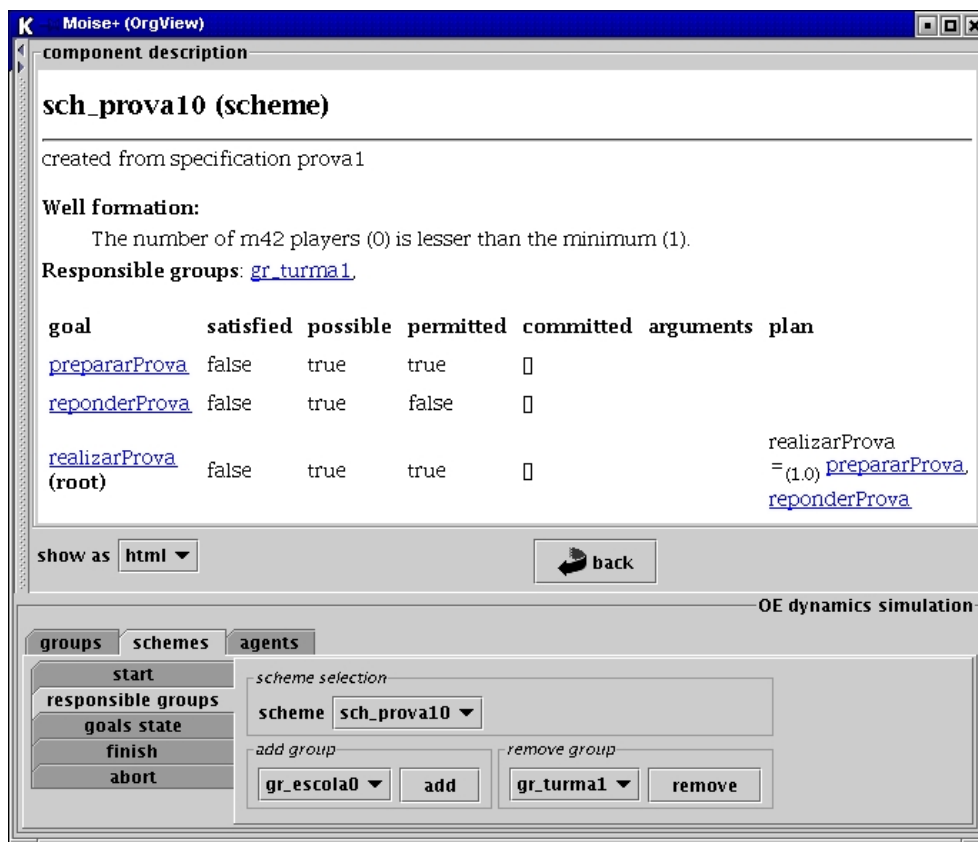 Moise+ (OrgView)
component description
sch_prova10 (scheme)
created from specification prova1
Well formation:
The number of m42 players (0) is lesser than the minimum (1).
Responsible groups: gr_turma1,
goal satisfied possible permitted committed arguments plan
prepararProva false true true []
reponderProva false true false []
realizarProva
(root) false true true [] realizarProva
=(1.0) prepararProva,
reponderProva
show as html back
OE dynamics simulation
groups schemes agents
start
responsible groups
goals state
finish
abort
scheme selection
scheme sch_prova10
add group remove group
gr_escola0 add gr_turma1 remove